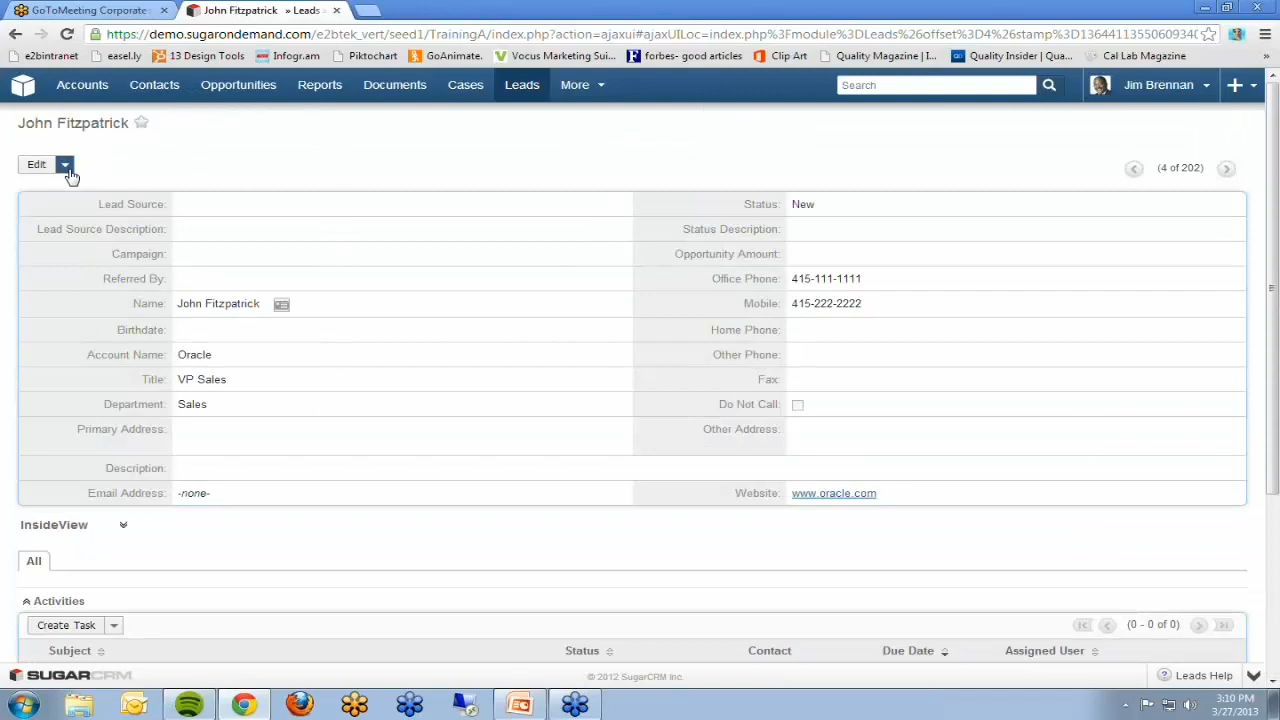 GoToMeeting Corporate
John Fitzpatrick » Leads
https://demo.sugarondemand.com/e2btek_vert/seed1/TrainingA/index.php?action=ajaxui#ajaxUILoc=index.php%3Fmodule%3DLeads%26offset%3D4%26stamp%3D1364411355060934
e2bintranet
easel.ly
13 Design Tools
Infogr.am
Piktochart
GoAnimate.
Vocus Marketing Sui...
forbes- good articles
Clip Art
Quality Magazine | I...
Quality Insider | Qua...
Cal Lab Magazine
»
Accounts
Contacts
Opportunities
Reports
Documents
Cases
Leads
More
Search
Jim Brennan
John Fitzpatrick
Edit
(4 of 202)
Lead Source:
Status: New
Lead Source Description:
Status Description:
Campaign:
Opportunity Amount:
Referred By:
Office Phone: 415-111-1111
Name: John Fitzpatrick
Mobile: 415-222-2222
Birthdate:
Home Phone:
Account Name: Oracle
Other Phone:
Title: VP Sales
Fax:
Department: Sales
Do Not Call:
Primary Address:
Other Address:
Description:
Email Address: -none-
Website: www.oracle.com
InsideView
All
Activities
Create Task
(0 - 0 of 0)
Subject
Status
Contact
Due Date
Assigned User
SUGARCRM
© 2012 SugarCRM Inc.
Leads Help
3:10 PM
3/27/2013